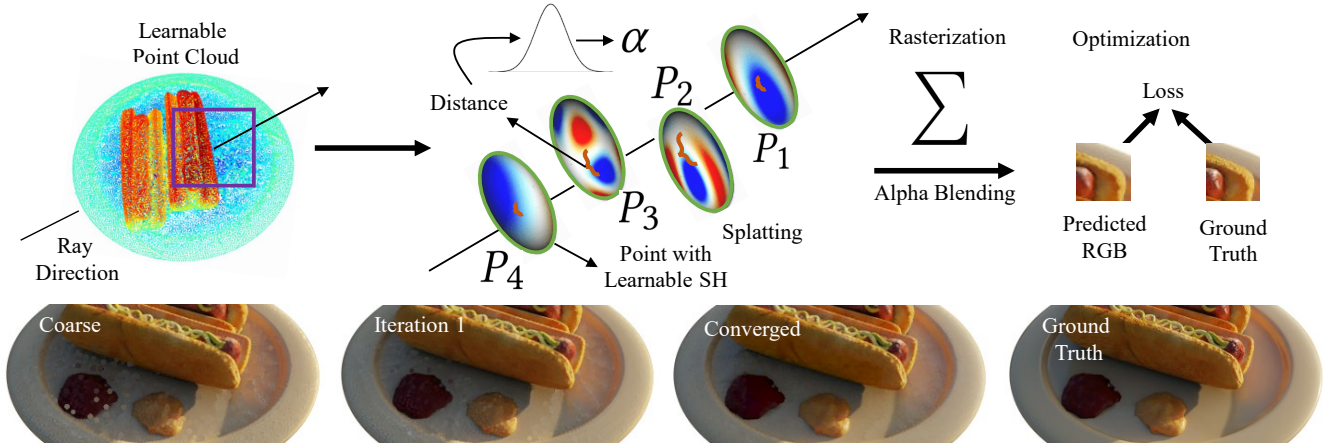 Learnable
Point Cloud
Ray
Direction
α
Distance
P₁
P₂
P₃
P₄
Splatting
Point with
Learnable SH
Rasterization
∑
Alpha Blending
Optimization
Loss
Predicted
RGB
Ground
Truth
Coarse
Iteration 1
Converged
Ground
Truth